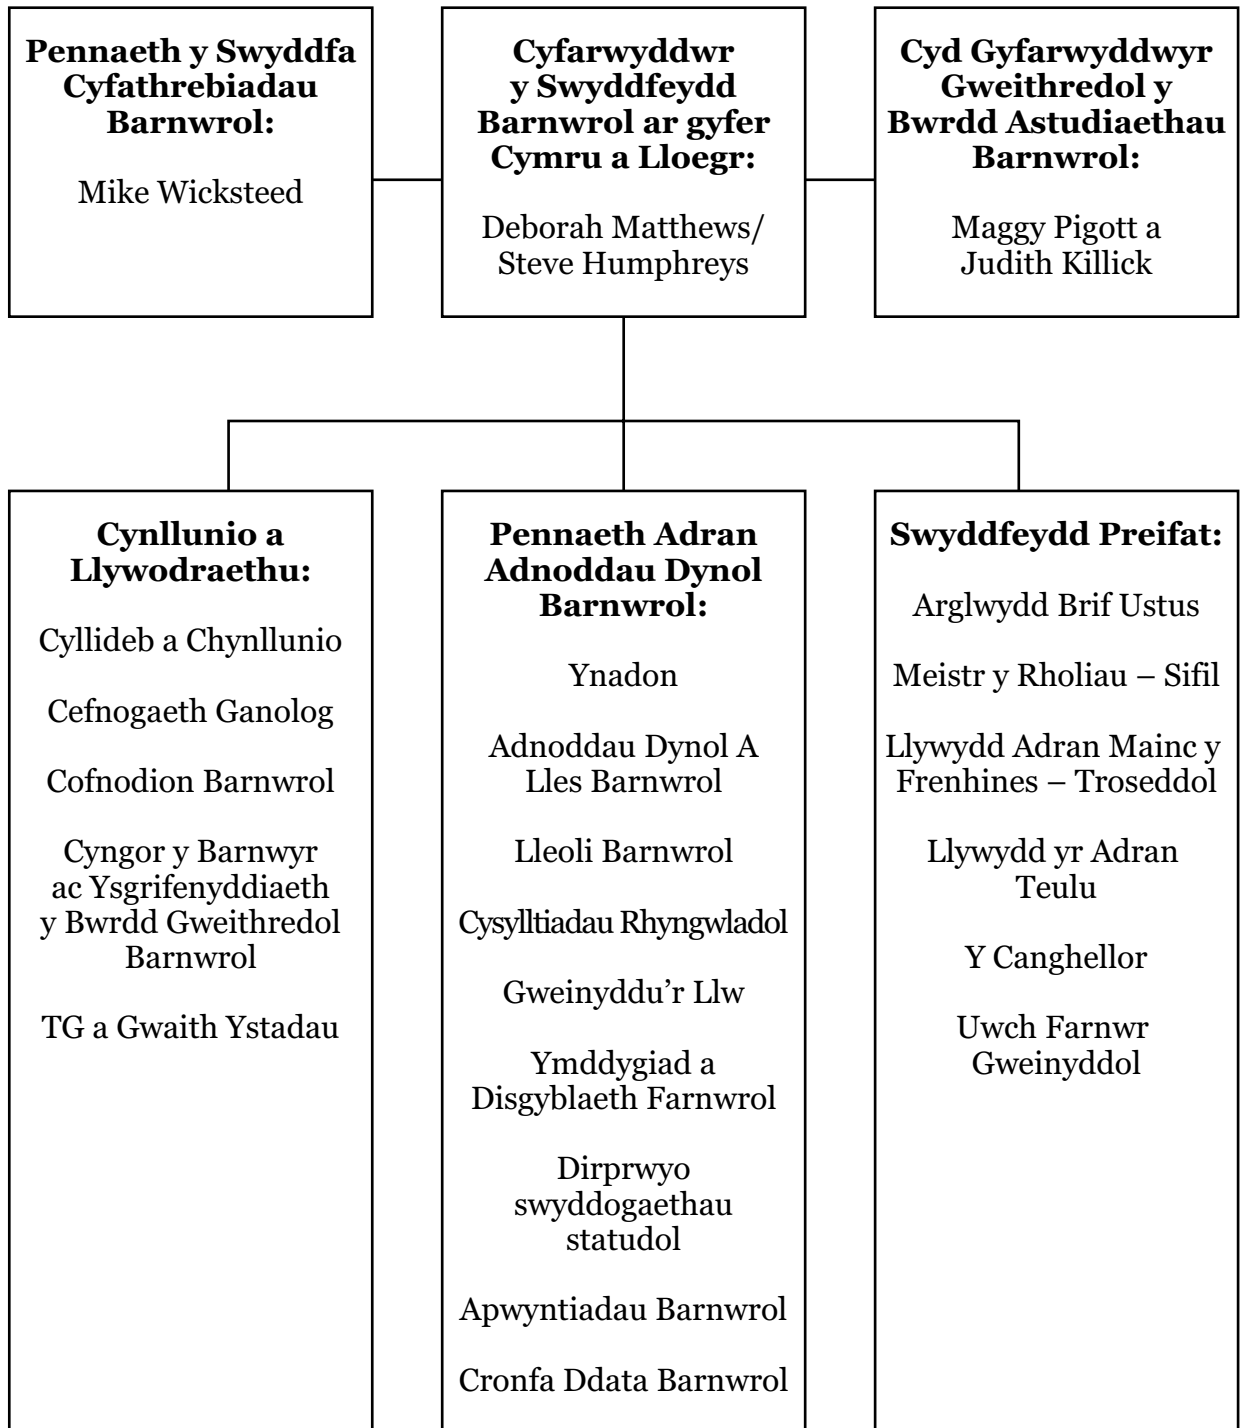 Pennaeth y Swyddfa
Cyfathrebiadau
Barnwrol:
Mike Wicksteed
Cyfarwyddwr
y Swyddfeydd
Barnwrol ar gyfer
Cymru a Lloegr:
Deborah Matthews/
Steve Humphreys
Cyd Gyfarwyddwyr
Gweithredol y
Bwrdd Astudiaethau
Barnwrol:
Maggy Pigott a
Judith Killick
Cynllunio a
Llywodraethu:
Cyllideb a Chynllunio
Cefnogaeth Ganolog
Cofnodion Barnwrol
Cyngor y Barnwyr
ac Ysgrifenyddiaeth
y Bwrdd Gweithredol
Barnwrol
TG a Gwaith Ystadau
Pennaeth Adran
Adnoddau Dynol
Barnwrol:
Ynadon
Adnoddau Dynol A
Lles Barnwrol
Lleoli Barnwrol
Cysylltiadau Rhyngwladol
Gweinyddu’r Llw
Ymddygiad a
Disgyblaeth Farnwrol
Dirprwyo
swyddogaethau
statudol
Apwyntiadau Barnwrol
Cronfa Ddata Barnwrol
Swyddfeydd Preifat:
Arglwydd Brif Ustus
Meistr y Rholiau – Sifil
Llywydd Adran Mainc y
Frenhines – Troseddol
Llywydd yr Adran
Teulu
Y Canghellor
Uwch Farnwr
Gweinyddol